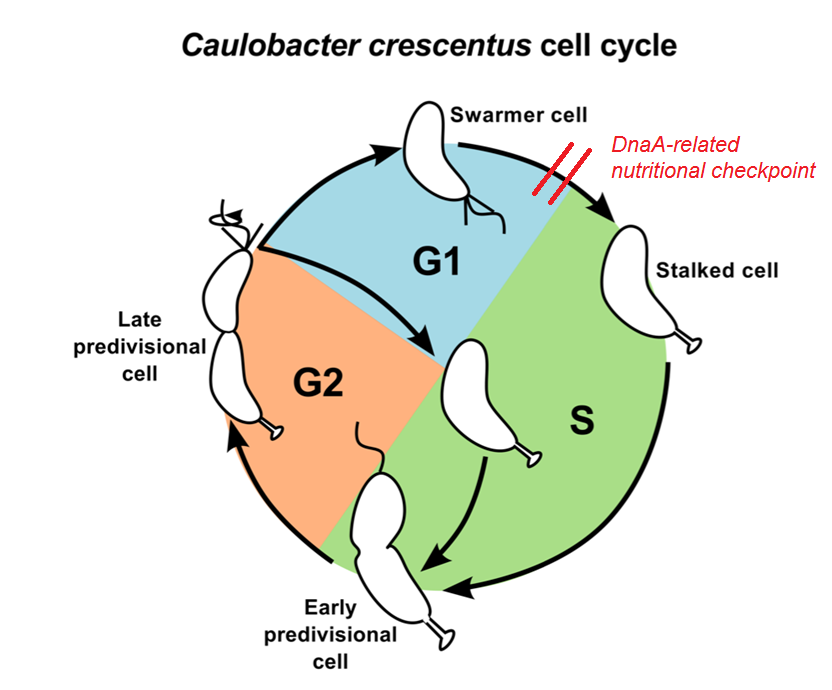 Caulobacter crescentus cell cycle
Swarmer cell
DnaA-related
nutritional checkpoint
G1
Stalked cell
Late
predivisional
cell
G2
S
Early
predivisional
cell